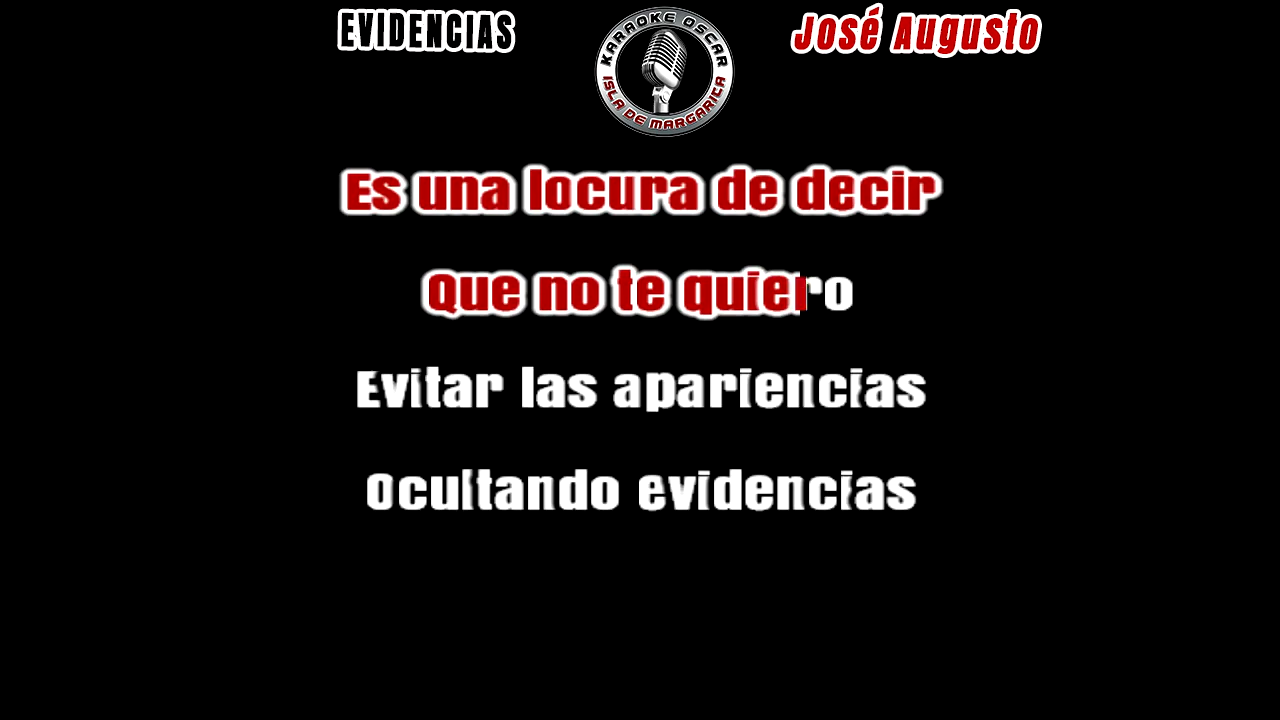 EVIDENCIAS
KARAOKE OSCAR
ISLA DE MARGARITA
José Augusto
Es una locura de decir
Que no te quiero
Evitar las apariencias
Ocultando evidencias